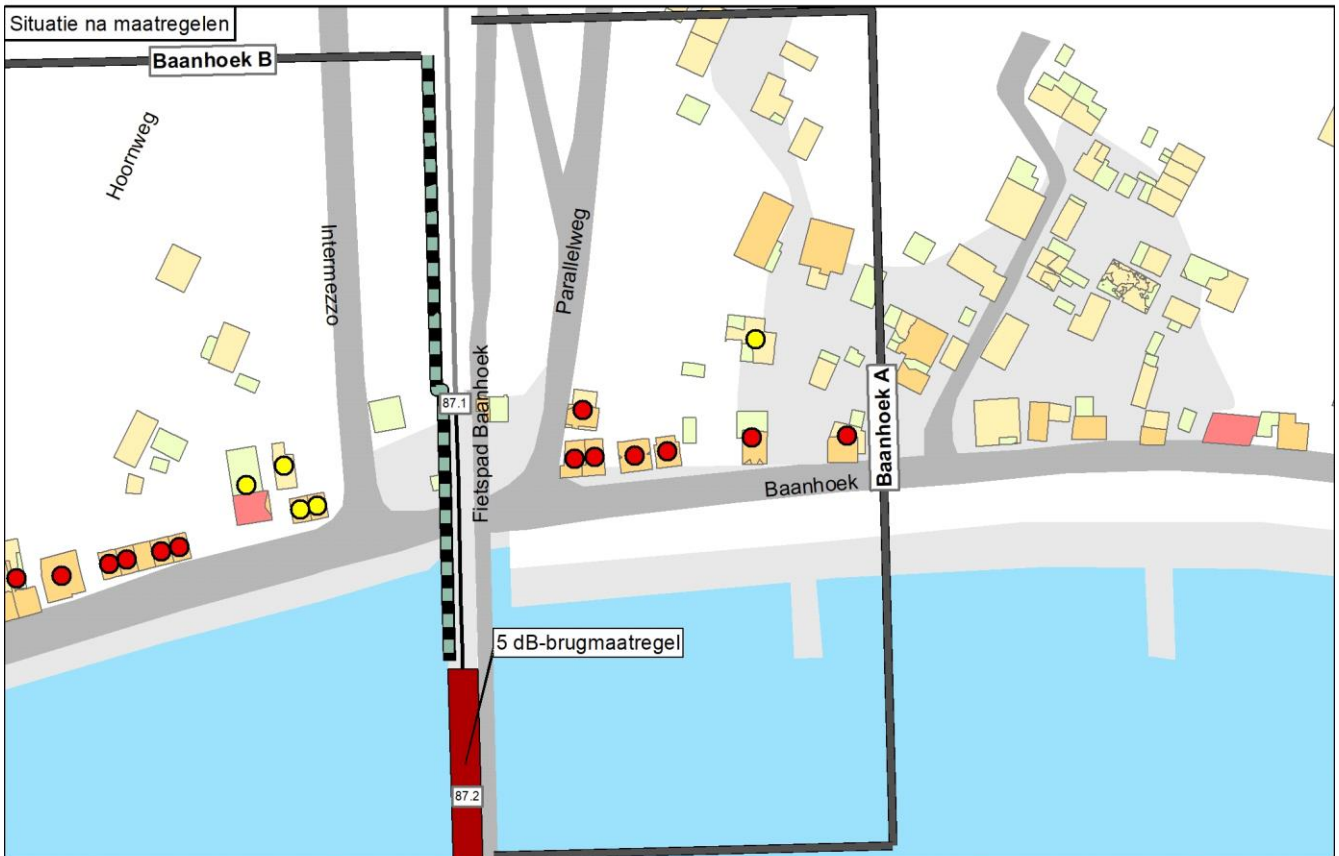 Situatie na maatregelen
Baanhoek B
Hoornweg
Intermezzo
Parallelweg
87.1
Fietspad Baanhoek
Baanhoek A
Baanhoek
5 dB-brugmaatregel
87.2